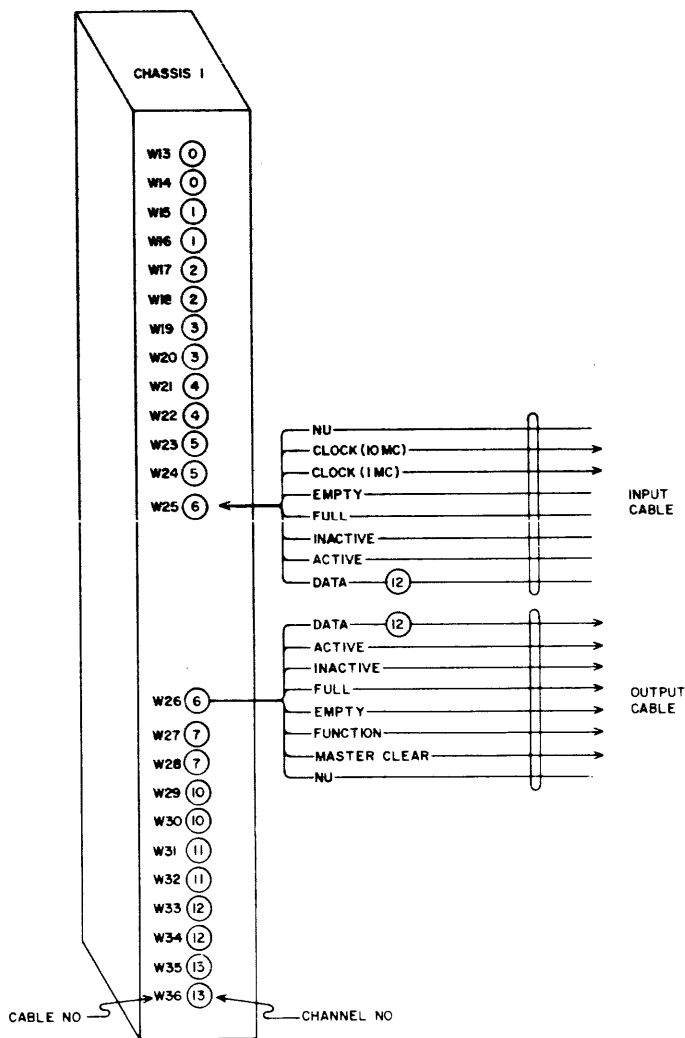 CHASSIS 1
W13 0
W14 0
W15 1
W16 1
W17 2
W18 2
W19 3
W20 3
W21 4
W22 4
W23 5
W24 5
W25 6
NU
CLOCK (10 MC)
CLOCK (1 MC)
EMPTY
FULL
INACTIVE
ACTIVE
DATA 12
INPUT
CABLE
DATA 12
ACTIVE
INACTIVE
FULL
EMPTY
FUNCTION
MASTER CLEAR
NU
OUTPUT
CABLE
W26 6
W27 7
W28 7
W29 10
W30 10
W31 11
W32 11
W33 12
W34 12
W35 13
W36 13
CABLE NO
CHANNEL NO